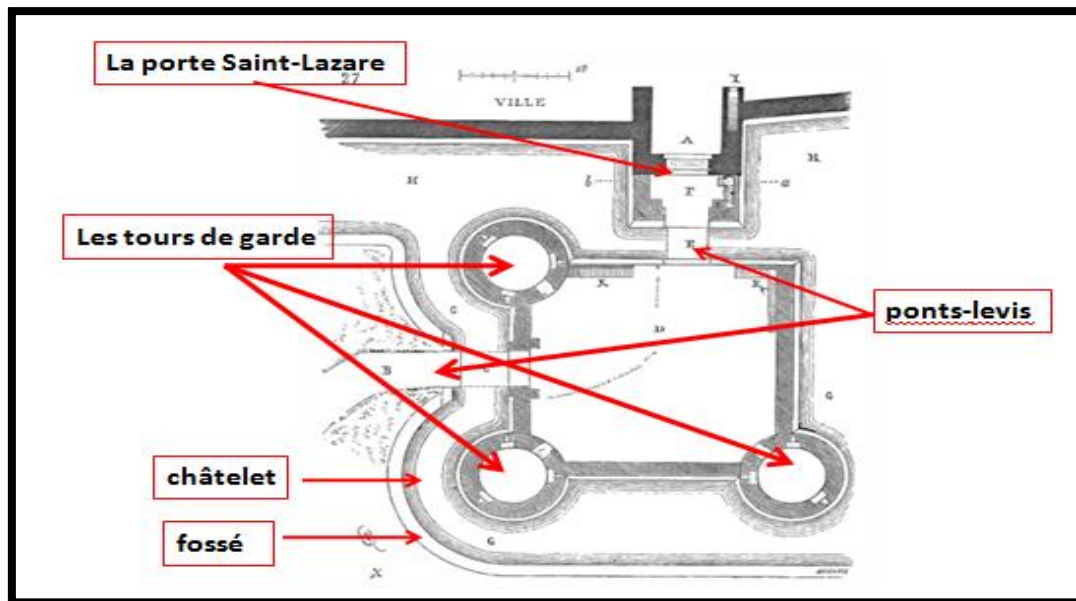 La porte Saint-Lazare
27
VILLE
I
A
H
R
b
P
a
Les tours de garde
E
K
ponts-levis
G
D
B
G
châtelet
fossé
G
X